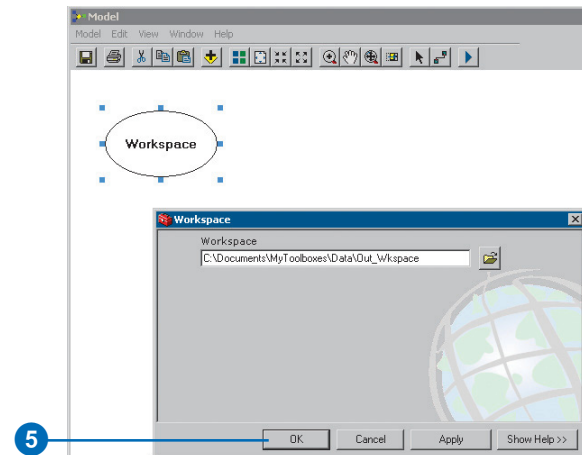 Model
Model Edit View Window Help
Workspace
Workspace
Workspace
C:\Documents\MyToolboxes\Data\Out_Wkspace
5
OK Cancel Apply Show Help >>